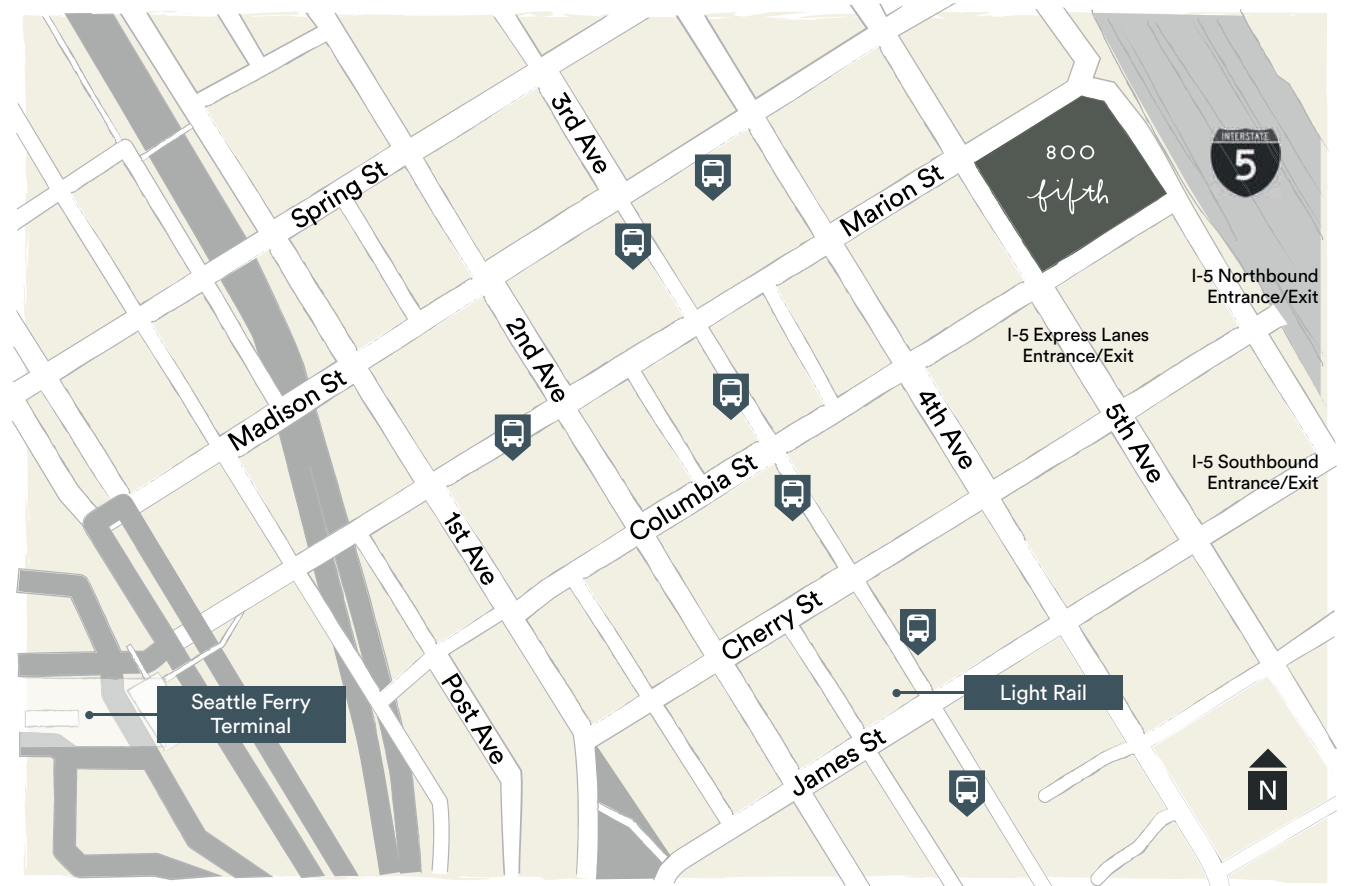 3rd Ave
800
fifth
INTERSTATE
5
Spring St
Marion St
I-5 Northbound
Entrance/Exit
I-5 Express Lanes
Entrance/Exit
2nd Ave
Madison St
4th Ave
5th Ave
I-5 Southbound
Entrance/Exit
Columbia St
1st Ave
Cherry St
Seattle Ferry
Terminal
Post Ave
Light Rail
James St
N